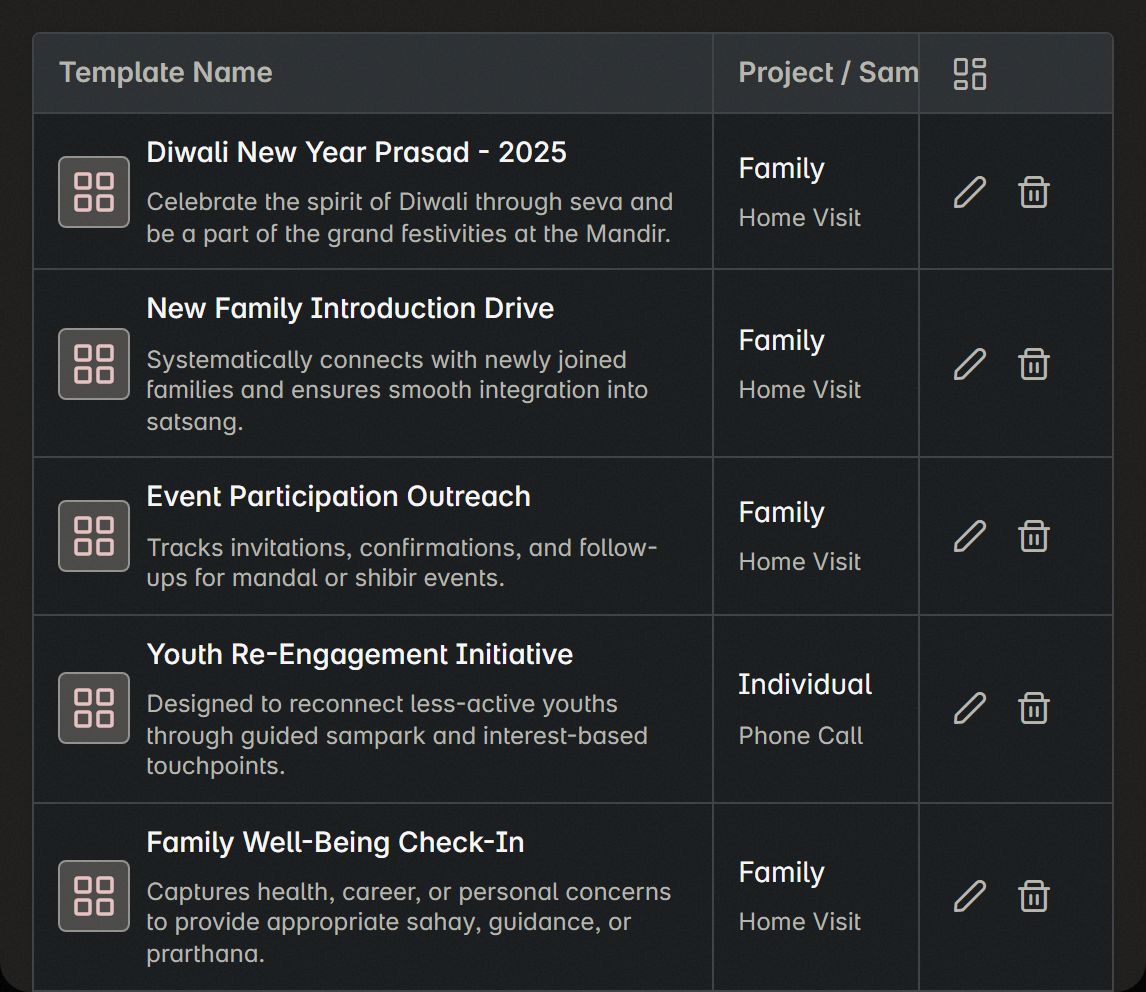 Template Name
Project / Sam
Diwali New Year Prasad - 2025
Celebrate the spirit of Diwali through seva and
be a part of the grand festivities at the Mandir.
Family
Home Visit
New Family Introduction Drive
Systematically connects with newly joined
families and ensures smooth integration into
satsang.
Family
Home Visit
Event Participation Outreach
Tracks invitations, confirmations, and follow-
ups for mandal or shibir events.
Family
Home Visit
Youth Re-Engagement Initiative
Designed to reconnect less-active youths
through guided sampark and interest-based
touchpoints.
Individual
Phone Call
Family Well-Being Check-In
Captures health, career, or personal concerns
to provide appropriate sahay, guidance, or
prarthana.
Family
Home Visit